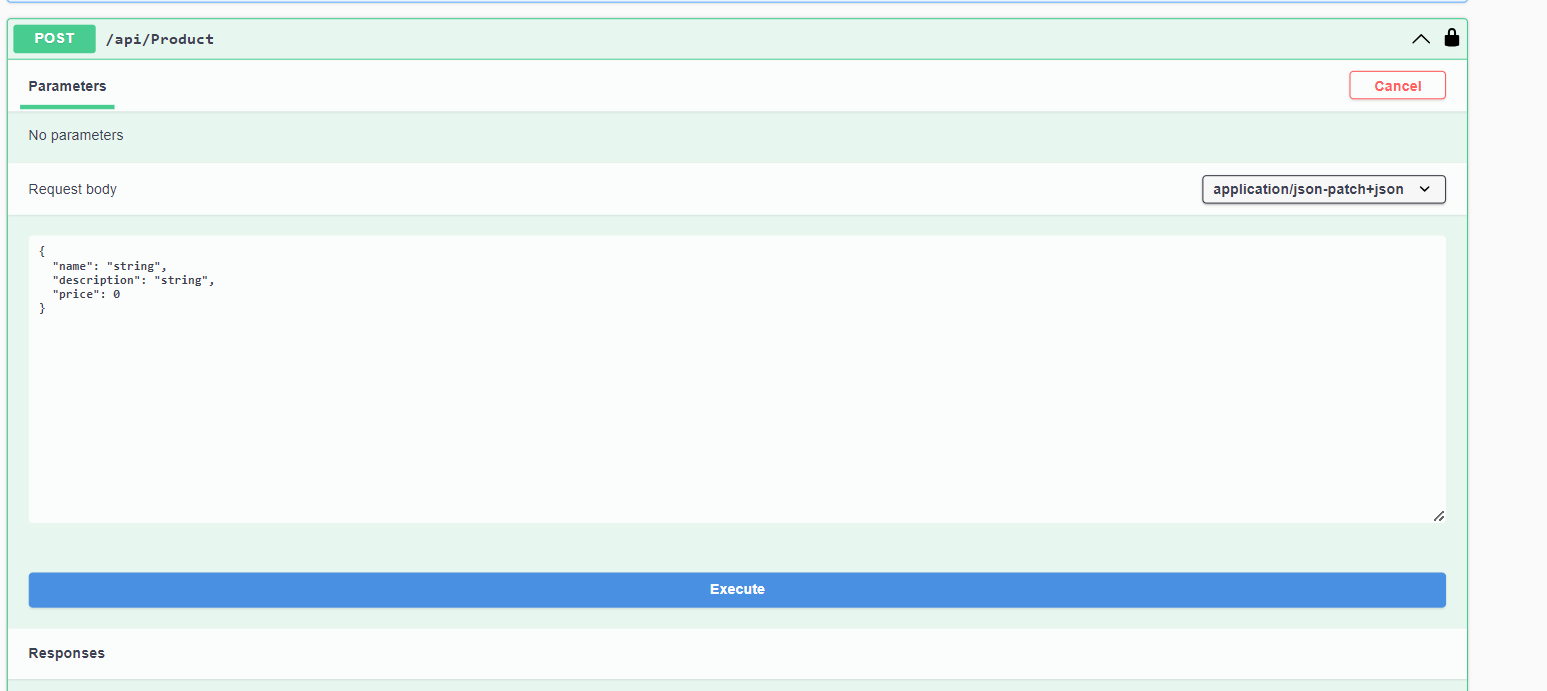 POST /api/Product
Parameters Cancel
No parameters
Request body application/json-patch+json
{
  "name": "string",
  "description": "string",
  "price": 0
}
Execute
Responses